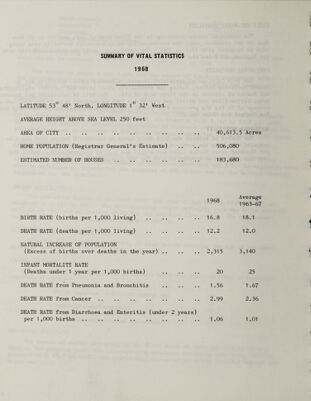 SUMMARY OF VITAL STATISTICS
1968
LATITUDE 53° 48' North, LONGITUDE 1° 32' West
AVERAGE HEIGHT ABOVE SEA LEVEL 250 feet
AREA OF CITY .. .. .. .. .. .. .. .. 40,613.5 Acres
HOME POPULATION (Registrar General's Estimate) .. .. 506,080
ESTIMATED NUMBER OF HOUSES .. .. .. .. .. 183,680
1968 Average 1963-67
BIRTH RATE (births per 1,000 living) .. .. .. .. 16.8 18.1
DEATH RATE (deaths per 1,000 living) .. .. .. .. 12.2 12.0
NATURAL INCREASE OF POPULATION
(Excess of births over deaths in the year) .. .. .. 2,315 3,140
INFANT MORTALITY RATE
(Deaths under 1 year per 1,000 births) .. .. .. 20 25
DEATH RATE from Pneumonia and Bronchitis .. .. .. 1.56 1.67
DEATH RATE from Cancer .. .. .. .. .. .. 2.99 2.36
DEATH RATE from Diarrhoea and Enteritis (under 2 years)
per 1,000 births .. .. .. .. .. .. .. 1.06 1.01